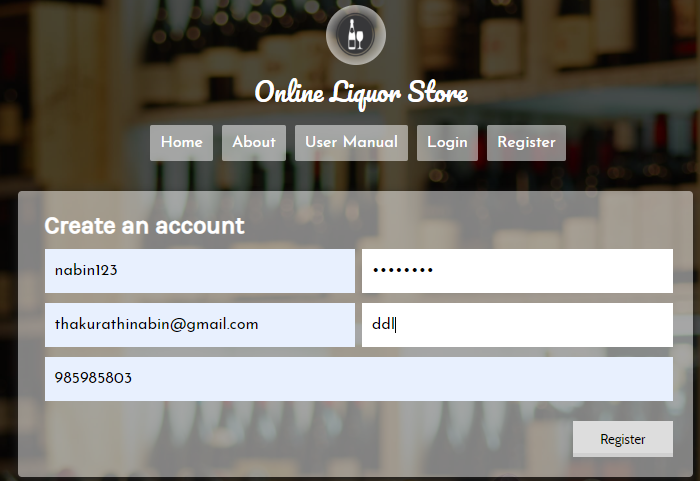 Online Liquor Store
Home About User Manual Login Register
Create an account
nabin123 ••••••••
thakurathinabin@gmail.com ddl
985985803
Register